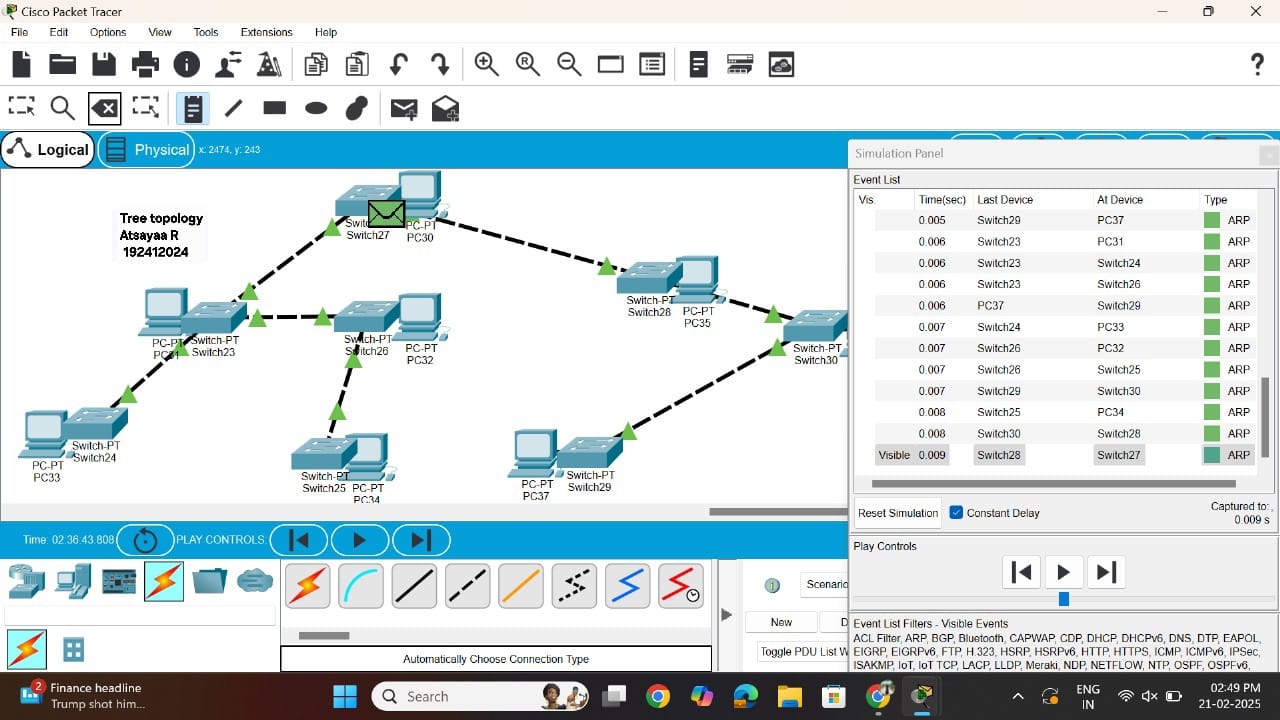 Cisco Packet Tracer
File Edit Options View Tools Extensions Help
Logical Physical x: 2474, y: 243
Simulation Panel
Event List
Vis. Time(sec) Last Device At Device Type
0.005 Switch29 PC37 ARP
0.006 Switch23 PC31 ARP
0.006 Switch23 Switch24 ARP
0.006 Switch23 Switch26 ARP
0.006 PC37 Switch29 ARP
0.007 Switch24 PC33 ARP
0.007 Switch26 PC32 ARP
0.007 Switch26 Switch25 ARP
0.007 Switch29 Switch30 ARP
0.008 Switch25 PC34 ARP
0.008 Switch30 Switch28 ARP
Visible 0.009 Switch28 Switch27 ARP
Reset Simulation Constant Delay Captured to:
0.009 s
Tree topology
Atsayaa R
192412024
Switch27
PC-PT
PC30
Switch-PT
Switch28
PC-PT
PC35
Switch-PT
Switch30
Switch-PT
Switch23
Switch-PT
Switch26
PC-PT
PC32
Switch-PT
Switch24
PC-PT
PC33
Switch-PT
Switch25
PC-PT
PC34
PC-PT
PC37
Switch-PT
Switch29
Time: 02:36:43.808 PLAY CONTROLS:
Play Controls
Scenario
New
Toggle PDU List W
Automatically Choose Connection Type
Event List Filters - Visible Events
ACL Filter, ARP, BGP, Bluetooth, CAPWAP, CDP, DHCP, DHCPv6, DNS, DTP, EAPOL,
EIGRP, EIGRPv6, FTP, H.323, HSRP, HSRPv6, HTTP, HTTPS, ICMP, ICMPv6, IPSec,
ISAKMP, IoT, IoT TCP, LACP, LLDP, Meraki, NDP, NETFLOW, NTP, OSPF, OSPFv6,
2
Finance headline
Trump shot him...
Search
ENG
IN
02:49 PM
21-02-2025